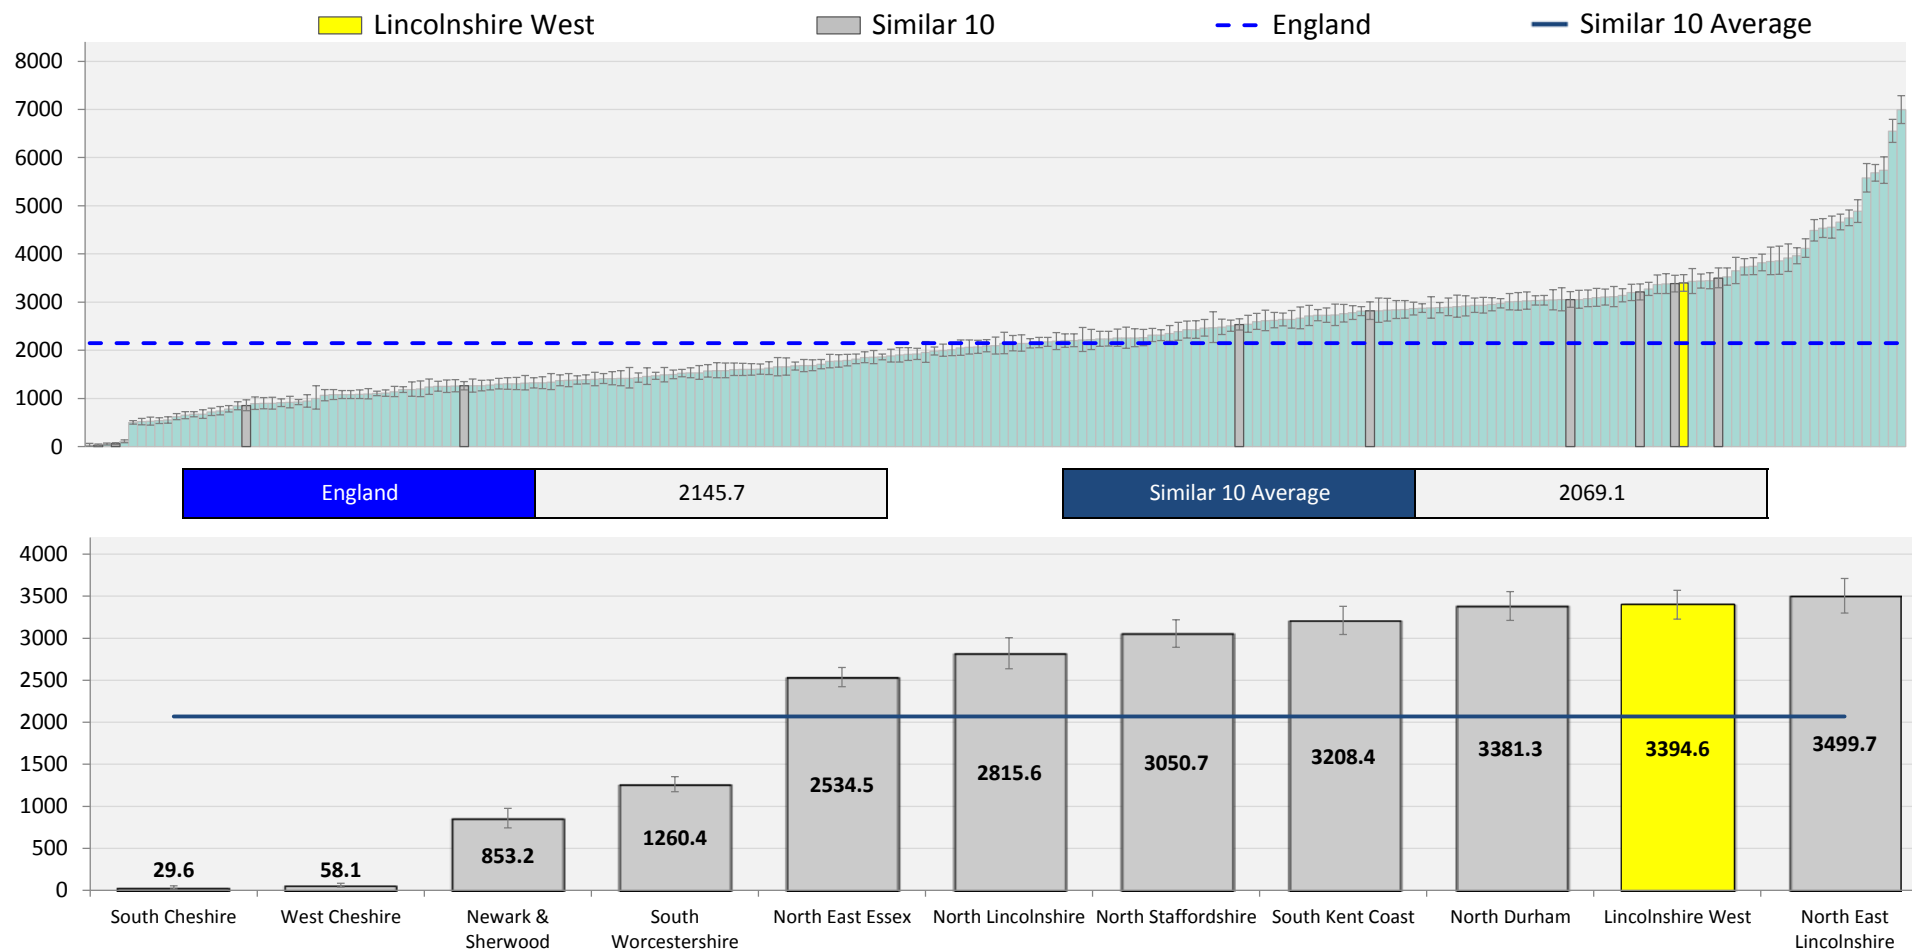 Lincolnshire West
Similar 10
England
Similar 10 Average
8000
7000
6000
5000
4000
3000
2000
1000
0
England
2145.7
Similar 10 Average
2069.1
4000
3500
3000
2500
2000
1500
1000
500
0
29.6
58.1
853.2
1260.4
2534.5
2815.6
3050.7
3208.4
3381.3
3394.6
3499.7
South Cheshire
West Cheshire
Newark &
Sherwood
South
Worcestershire
North East Essex
North Lincolnshire
North Staffordshire
South Kent Coast
North Durham
Lincolnshire West
North East
Lincolnshire